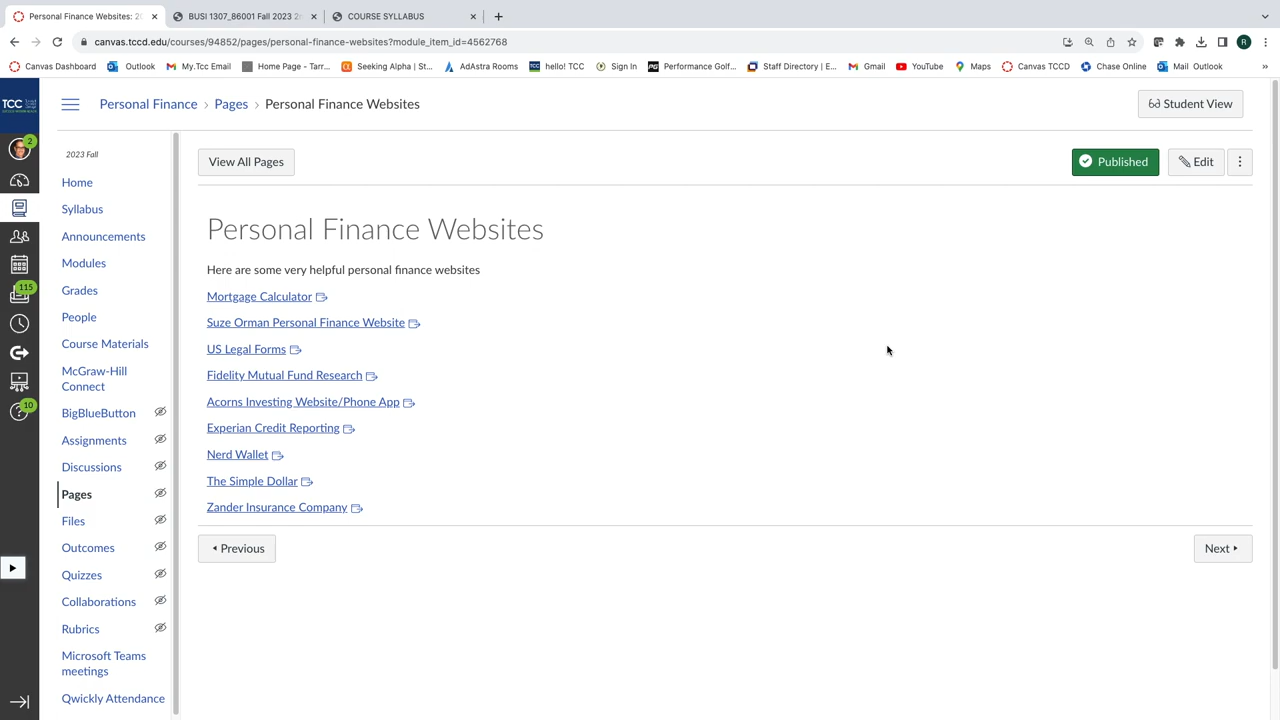 Personal Finance Websites: 20
BUSI 1307_86001 Fall 2023 2
COURSE SYLLABUS
canvas.tccd.edu/courses/94852/pages/personal-finance-websites?module_item_id=4562768
R
Canvas Dashboard
Outlook
My.Tcc Email
Home Page - Tarr...
Seeking Alpha | St...
AdAstra Rooms
hello! TCC
Sign In
Performance Golf...
Staff Directory | E...
Gmail
YouTube
Maps
Canvas TCCD
Chase Online
Mail Outlook
»
TCC
Personal Finance › Pages › Personal Finance Websites
Student View
2
115
10
2023 Fall
Home
Syllabus
Announcements
Modules
Grades
People
Course Materials
McGraw-Hill
Connect
BigBlueButton
Assignments
Discussions
Pages
Files
Outcomes
Quizzes
Collaborations
Rubrics
Microsoft Teams
meetings
Qwickly Attendance
View All Pages
Published
Edit
Personal Finance Websites
Here are some very helpful personal finance websites
Mortgage Calculator
Suze Orman Personal Finance Website
US Legal Forms
Fidelity Mutual Fund Research
Acorns Investing Website/Phone App
Experian Credit Reporting
Nerd Wallet
The Simple Dollar
Zander Insurance Company
Previous
Next